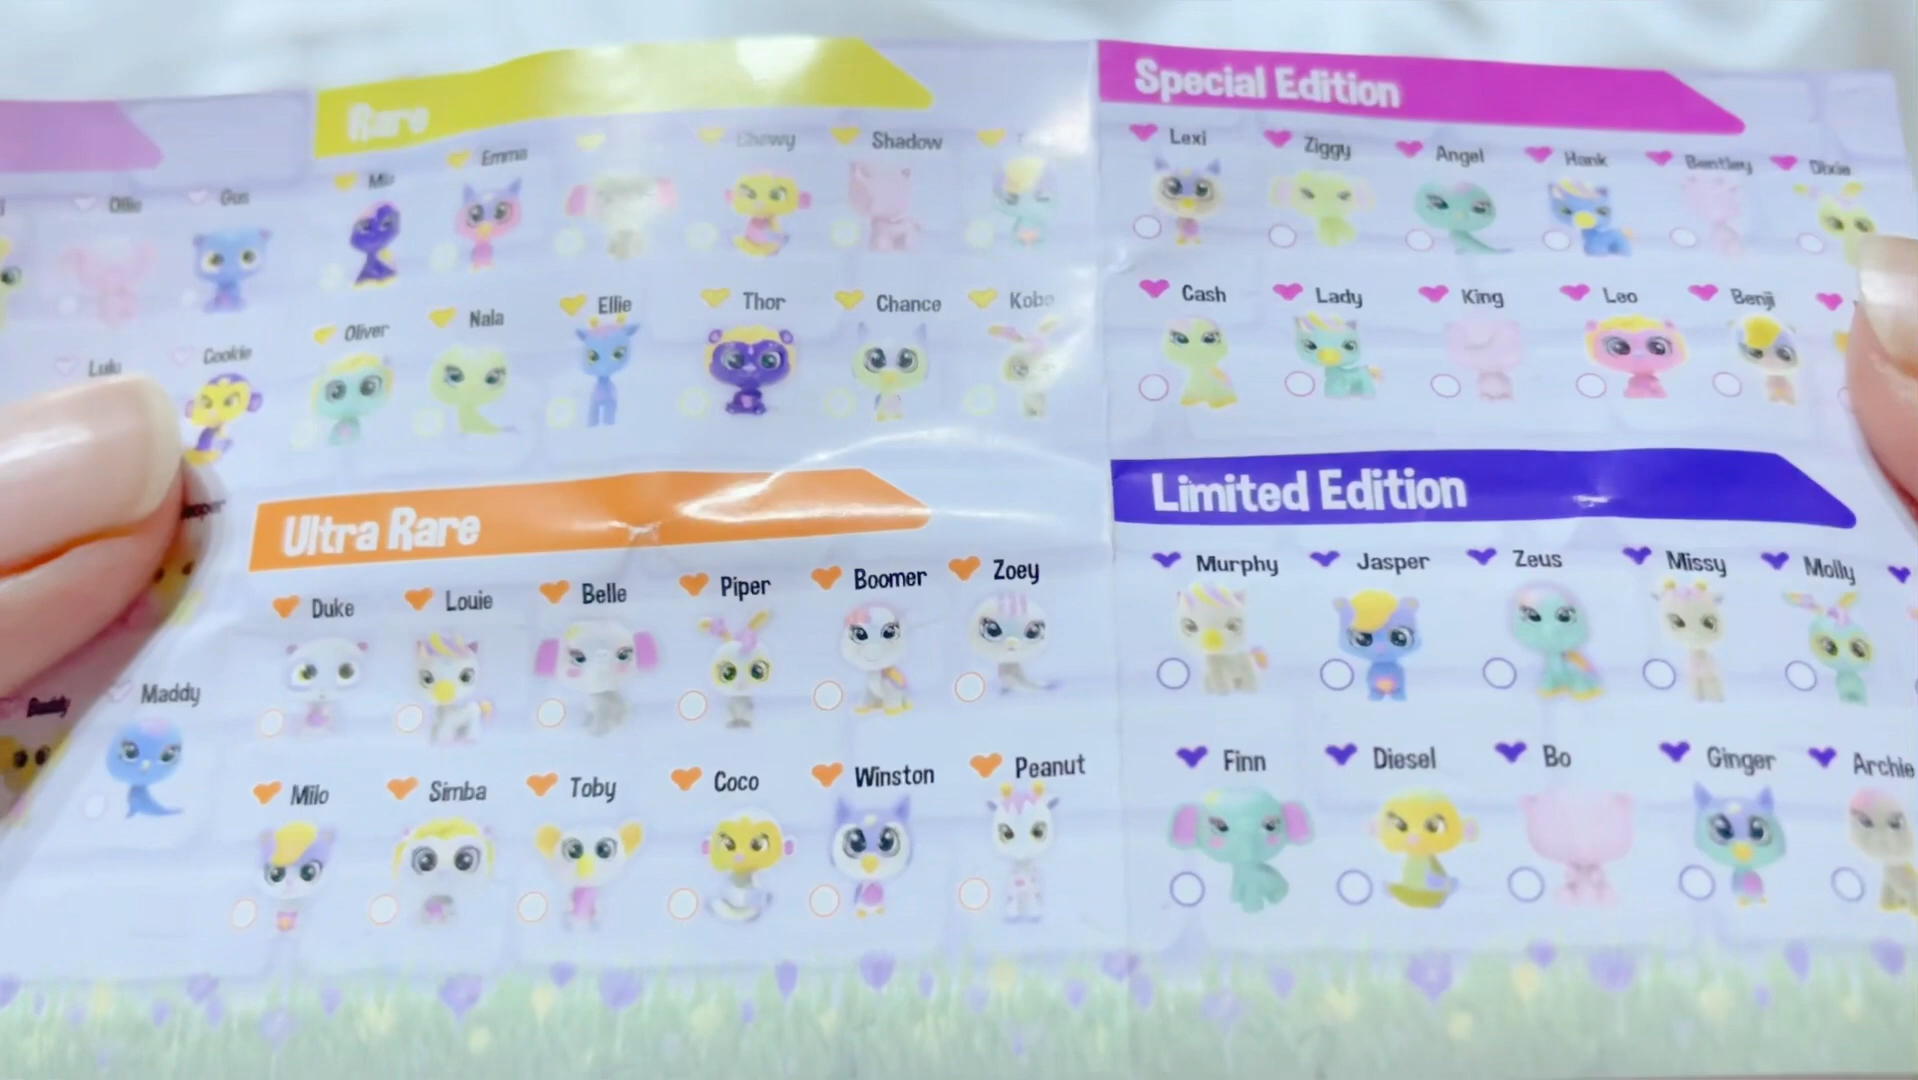 Rare
Emma
Chewy
Shadow
Ollie
Gus
Oliver
Nala
Ellie
Thor
Chance
Lulu
Cookie
Special Edition
Lexi
Ziggy
Angel
Hank
Bentley
Dixie
Cash
Lady
King
Leo
Benji
Ultra Rare
Duke
Louie
Belle
Piper
Boomer
Zoey
Maddy
Milo
Simba
Toby
Coco
Winston
Peanut
Limited Edition
Murphy
Jasper
Zeus
Missy
Molly
Finn
Diesel
Bo
Ginger
Archie